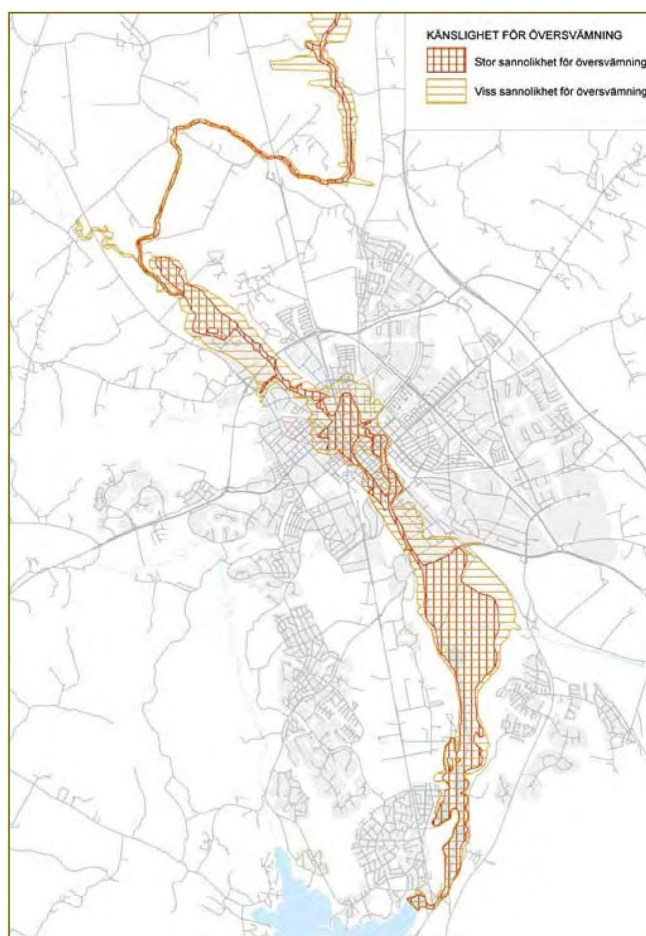 KÄNSLIGHET FÖR ÖVERSVÄMNING
Stor sannolikhet för översvämning
Viss sannolikhet för översvämning